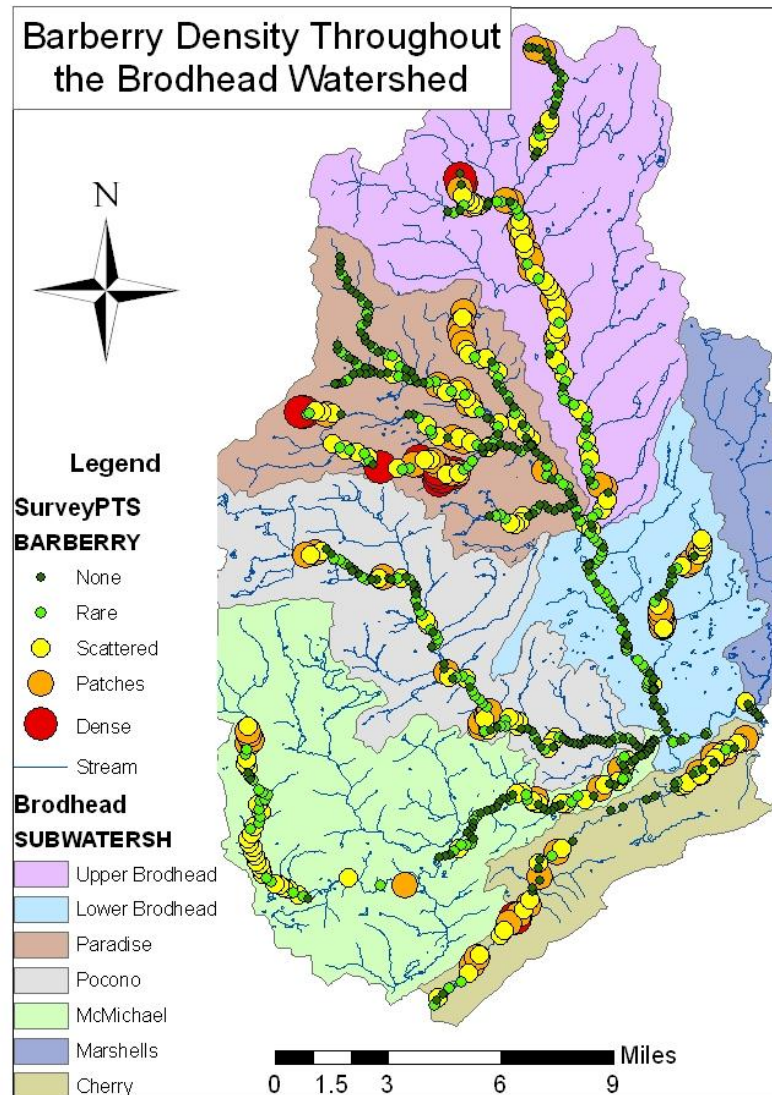 Barberry Density Throughout
the Brodhead Watershed
N
Legend
SurveyPTS
BARBERRY
None
Rare
Scattered
Patches
Dense
Stream
Brodhead
SUBWATERSH
Upper Brodhead
Lower Brodhead
Paradise
Pocono
McMichael
Marshells
Cherry
Miles
0 1.5 3 6 9